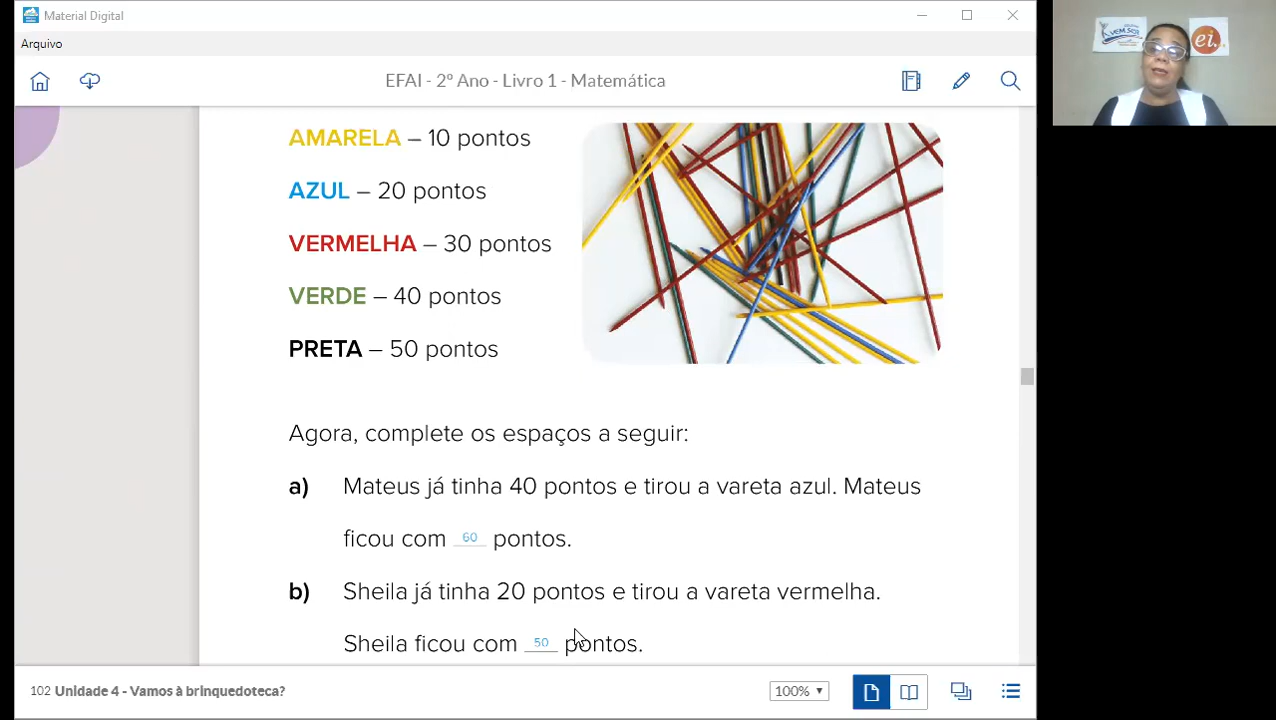 Material Digital
Arquivo
EFAI - 2º Ano - Livro 1 - Matemática
VEM SER
ei.
AMARELA – 10 pontos
AZUL – 20 pontos
VERMELHA – 30 pontos
VERDE – 40 pontos
PRETA – 50 pontos
Agora, complete os espaços a seguir:
a) Mateus já tinha 40 pontos e tirou a vareta azul. Mateus
ficou com 60 pontos.
b) Sheila já tinha 20 pontos e tirou a vareta vermelha.
Sheila ficou com 50 pontos.
102 Unidade 4 - Vamos à brinquedoteca?
100%